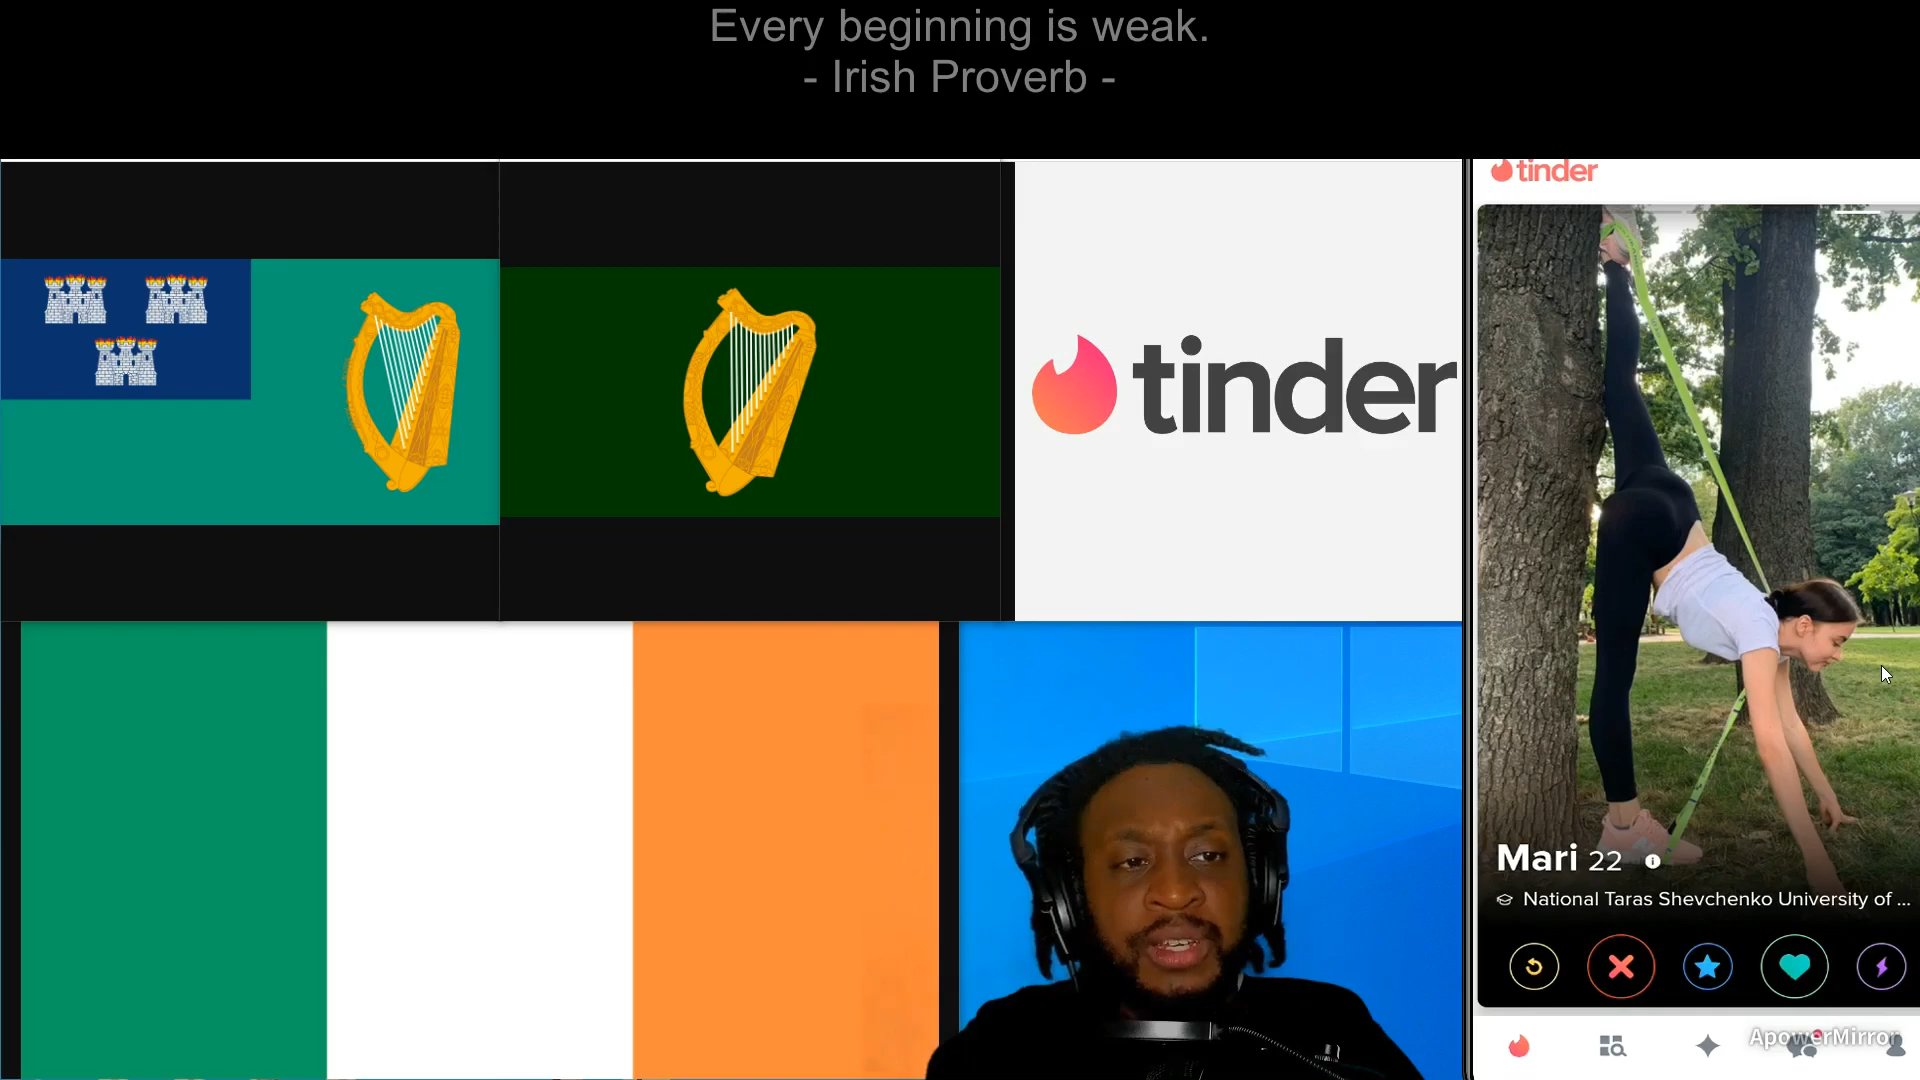 Every beginning is weak.
- Irish Proverb -
tinder
tinder
Mari 22
National Taras Shevchenko University of ...
ApowerMirror